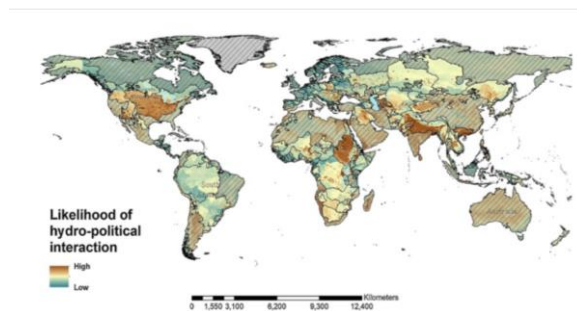 Likelihood of
hydro-political
interaction
High
Low
Kilometers
0 1,550 3,100 6,200 9,300 12,400